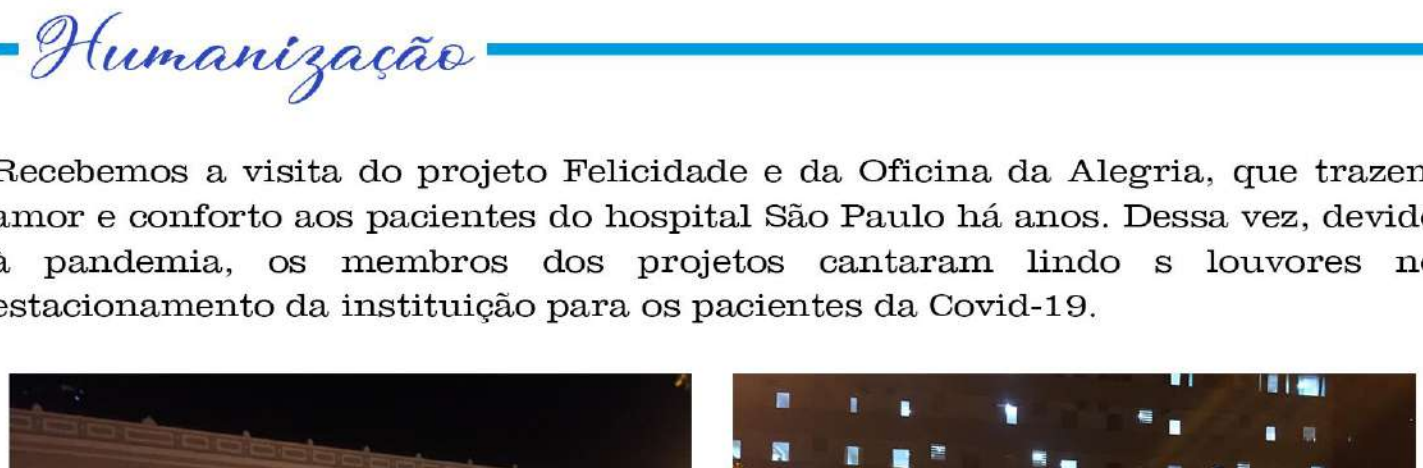 Humanização
Recebemos a visita do projeto Felicidade e da Oficina da Alegria, que trazem
amor e conforto aos pacientes do hospital São Paulo há anos. Dessa vez, devido
à pandemia, os membros dos projetos cantaram lindo s louvores no
estacionamento da instituição para os pacientes da Covid-19.